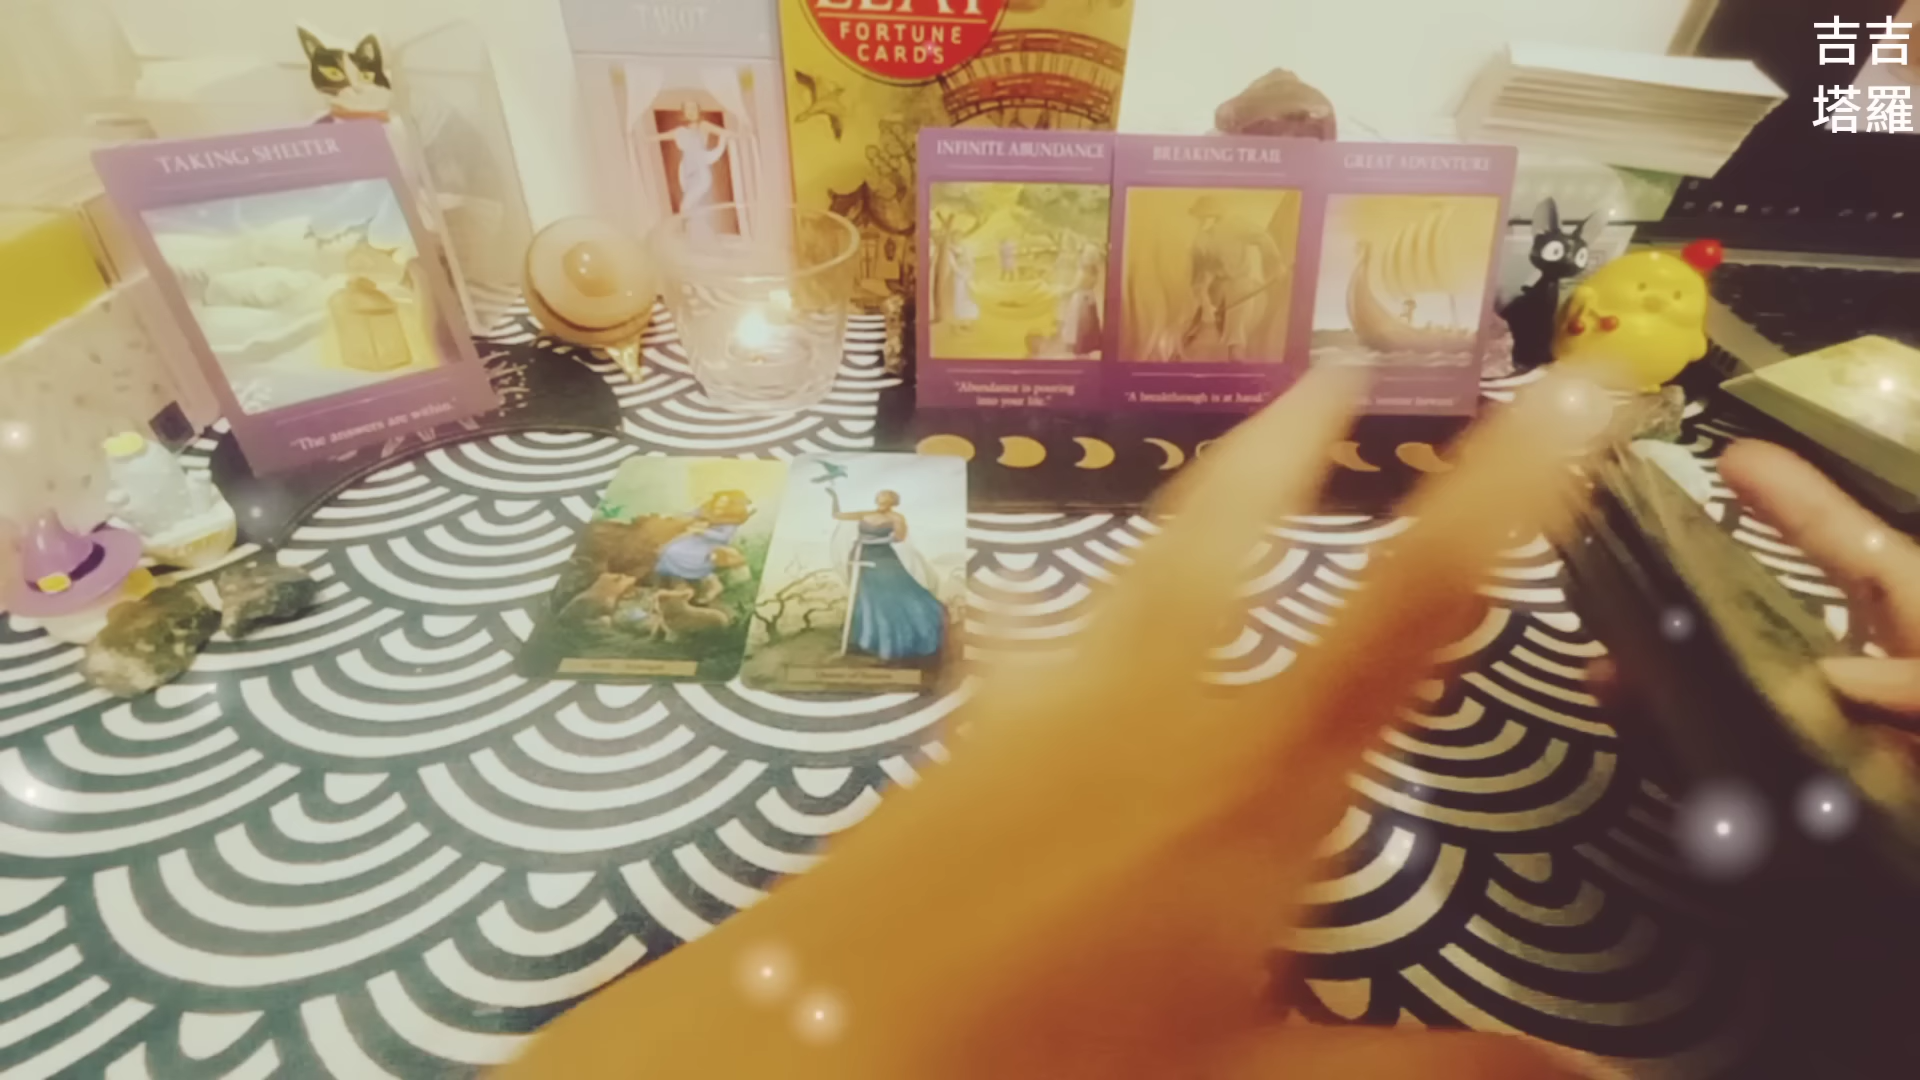 吉吉
塔羅
TAROT
FORTUNE
CARDS
TAKING SHELTER
"The answers are within."
INFINITE ABUNDANCE
"Abundance is pouring
into your life."
BREAKING TRAIL
"A breakthrough is at hand."
GREAT ADVENTURE